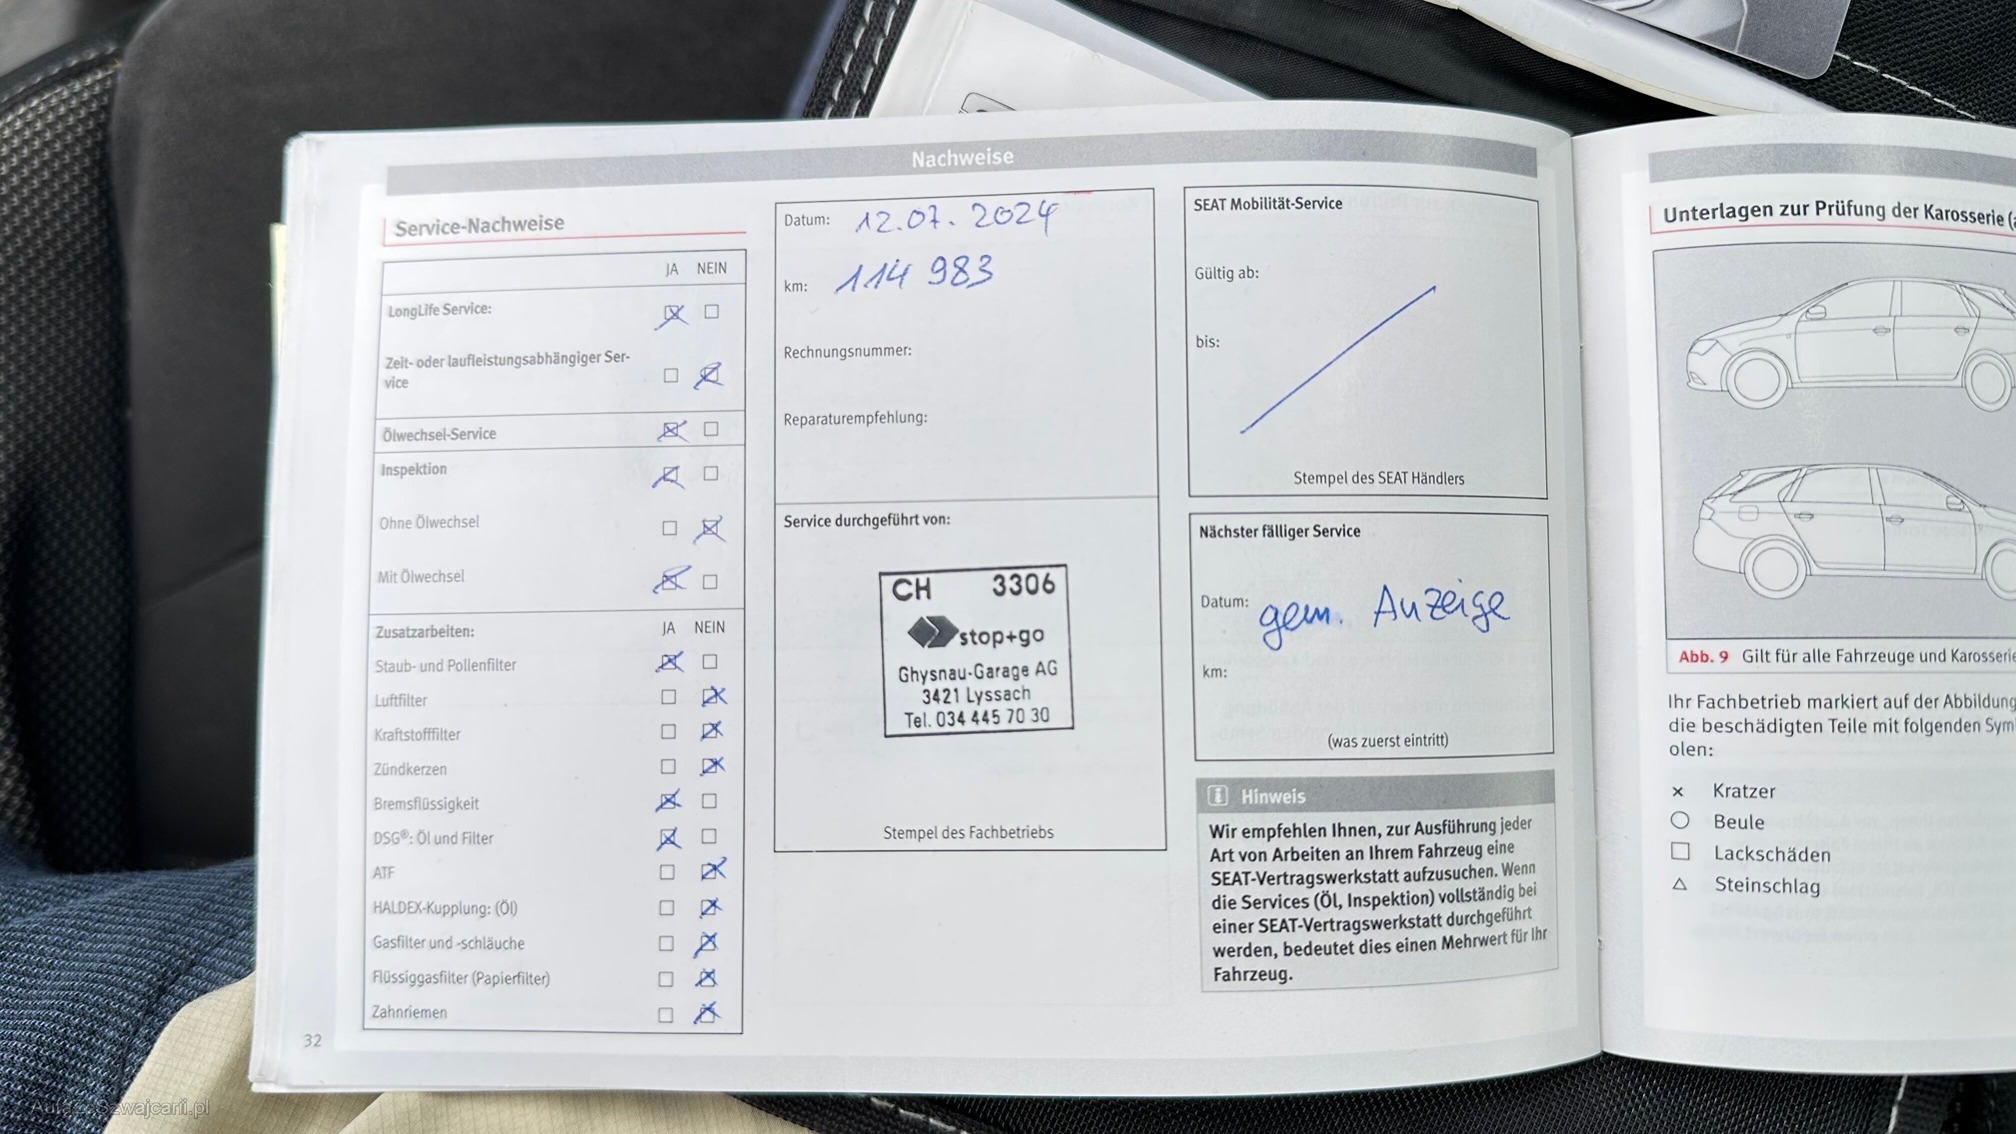 Nachweise
Service-Nachweise
JA NEIN
LongLife Service:
Zeit- oder laufleistungsabhängiger Ser-
vice
Ölwechsel-Service
Inspektion
Ohne Ölwechsel
Mit Ölwechsel
Zusatzarbeiten: JA NEIN
Staub- und Pollenfilter
Luftfilter
Kraftstofffilter
Zündkerzen
Bremsflüssigkeit
DSG®: Öl und Filter
ATF
HALDEX-Kupplung: (Öl)
Gasfilter und -schläuche
Flüssiggasfilter (Papierfilter)
Zahnriemen
32
Datum: 12.07.2024
km: 114 983
Rechnungsnummer:
Reparaturempfehlung:
Service durchgeführt von:
CH 3306
stop+go
Ghysnau-Garage AG
3421 Lyssach
Tel. 034 445 70 30
Stempel des Fachbetriebs
SEAT Mobilität-Service
Gültig ab:
bis:
Stempel des SEAT Händlers
Nächster fälliger Service
Datum: gem. Anzeige
km:
(was zuerst eintritt)
Hinweis
Wir empfehlen Ihnen, zur Ausführung jeder
Art von Arbeiten an Ihrem Fahrzeug eine
SEAT-Vertragswerkstatt aufzusuchen. Wenn
die Services (Öl, Inspektion) vollständig bei
einer SEAT-Vertragswerkstatt durchgeführt
werden, bedeutet dies einen Mehrwert für Ihr
Fahrzeug.
Unterlagen zur Prüfung der Karosserie
Abb. 9 Gilt für alle Fahrzeuge und Karosserie
Ihr Fachbetrieb markiert auf der Abbildung
die beschädigten Teile mit folgenden Sym
olen:
Kratzer
Beule
Lackschäden
Steinschlag